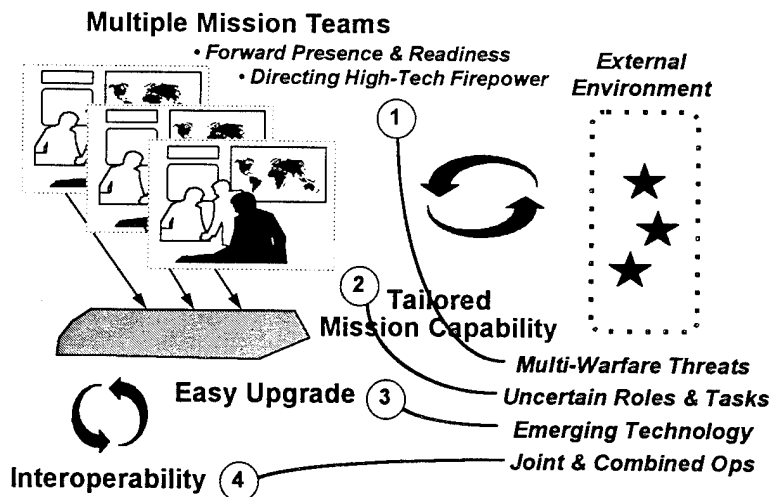 Multiple Mission Teams
• Forward Presence & Readiness
• Directing High-Tech Firepower
External
Environment
1
2
Tailored
Mission Capability
Multi-Warfare Threats
Easy Upgrade
3
Uncertain Roles & Tasks
Emerging Technology
Interoperability
4
Joint & Combined Ops